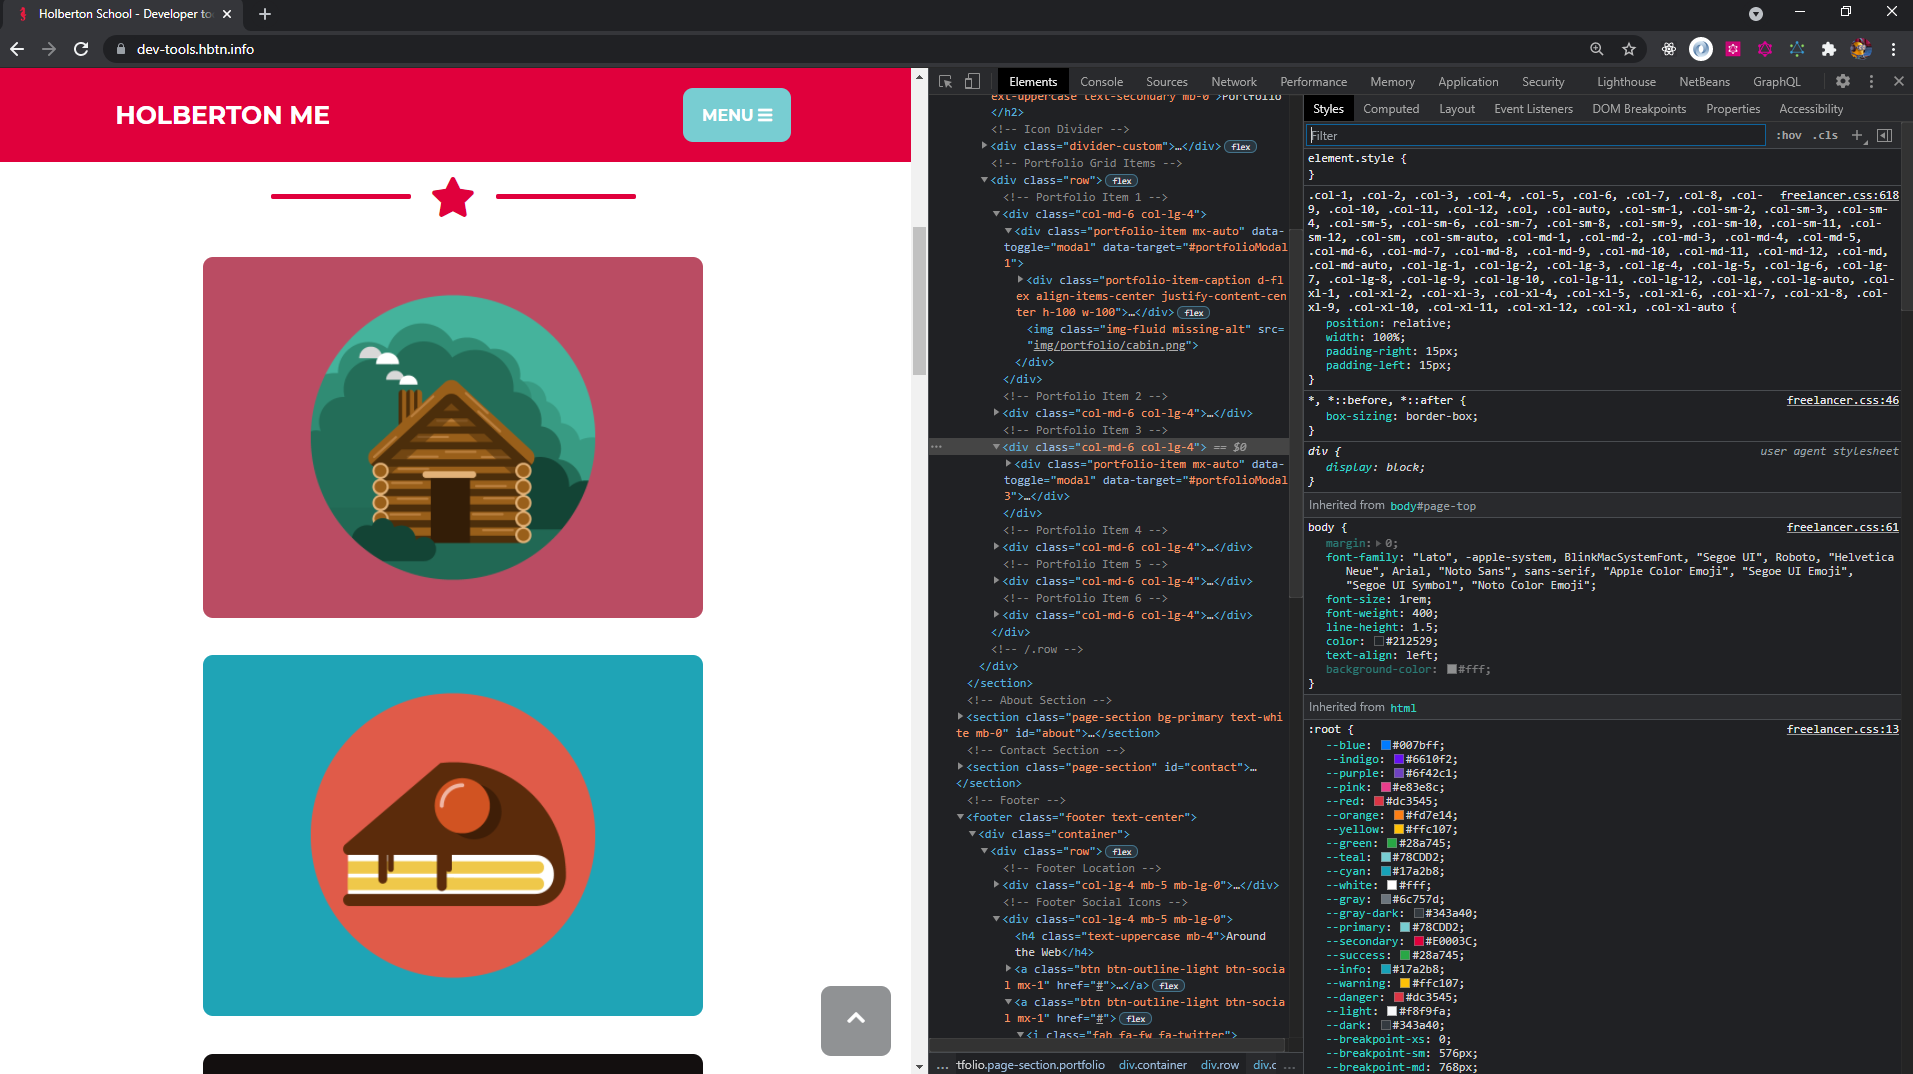 Holberton School - Developer to
dev-tools.hbtn.info
HOLBERTON ME
MENU
Elements
Console
Sources
Network
Performance
Memory
Application
Security
Lighthouse
NetBeans
GraphQL
ext-uppercase text-secondary mb-0">Portfolio
</h2>
<!-- Icon Divider -->
<div class="divider-custom">…</div> flex
<!-- Portfolio Grid Items -->
<div class="row"> flex
<!-- Portfolio Item 1 -->
<div class="col-md-6 col-lg-4">
<div class="portfolio-item mx-auto" data-
toggle="modal" data-target="#portfolioModal
1">
<div class="portfolio-item-caption d-fl
ex align-items-center justify-content-cen
ter h-100 w-100">…</div> flex
<img class="img-fluid missing-alt" src=
"img/portfolio/cabin.png">
</div>
</div>
<!-- Portfolio Item 2 -->
<div class="col-md-6 col-lg-4">…</div>
<!-- Portfolio Item 3 -->
<div class="col-md-6 col-lg-4"> == $0
<div class="portfolio-item mx-auto" data-
toggle="modal" data-target="#portfolioModal
3">…</div>
</div>
<!-- Portfolio Item 4 -->
<div class="col-md-6 col-lg-4">…</div>
<!-- Portfolio Item 5 -->
<div class="col-md-6 col-lg-4">…</div>
<!-- Portfolio Item 6 -->
<div class="col-md-6 col-lg-4">…</div>
</div>
<!-- /.row -->
</div>
</section>
<!-- About Section -->
<section class="page-section bg-primary text-whi
te mb-0" id="about">…</section>
<!-- Contact Section -->
<section class="page-section" id="contact">…
</section>
<!-- Footer -->
<footer class="footer text-center">
<div class="container">
<div class="row"> flex
<!-- Footer Location -->
<div class="col-lg-4 mb-5 mb-lg-0">…</div>
<!-- Footer Social Icons -->
<div class="col-lg-4 mb-5 mb-lg-0">
<h4 class="text-uppercase mb-4">Around
the Web</h4>
<a class="btn btn-outline-light btn-socia
l mx-1" href="#">…</a> flex
<a class="btn btn-outline-light btn-socia
l mx-1" href="#"> flex
<i class="fab fa-fw fa-twitter">
… rtfolio.page-section.portfolio div.container div.row div.c …
Styles
Computed
Layout
Event Listeners
DOM Breakpoints
Properties
Accessibility
Filter
:hov .cls +
element.style {
}
.col-1, .col-2, .col-3, .col-4, .col-5, .col-6, .col-7, .col-8, .col- freelancer.css:618
9, .col-10, .col-11, .col-12, .col, .col-auto, .col-sm-1, .col-sm-2, .col-sm-3, .col-sm-
4, .col-sm-5, .col-sm-6, .col-sm-7, .col-sm-8, .col-sm-9, .col-sm-10, .col-sm-11, .col-
sm-12, .col-sm, .col-sm-auto, .col-md-1, .col-md-2, .col-md-3, .col-md-4, .col-md-5,
.col-md-6, .col-md-7, .col-md-8, .col-md-9, .col-md-10, .col-md-11, .col-md-12, .col-md,
.col-md-auto, .col-lg-1, .col-lg-2, .col-lg-3, .col-lg-4, .col-lg-5, .col-lg-6, .col-lg-
7, .col-lg-8, .col-lg-9, .col-lg-10, .col-lg-11, .col-lg-12, .col-lg, .col-lg-auto, .col-
xl-1, .col-xl-2, .col-xl-3, .col-xl-4, .col-xl-5, .col-xl-6, .col-xl-7, .col-xl-8, .col-
xl-9, .col-xl-10, .col-xl-11, .col-xl-12, .col-xl, .col-xl-auto {
position: relative;
width: 100%;
padding-right: 15px;
padding-left: 15px;
}
*, *::before, *::after { freelancer.css:46
box-sizing: border-box;
}
div { user agent stylesheet
display: block;
}
Inherited from body#page-top
body { freelancer.css:61
margin: 0;
font-family: "Lato", -apple-system, BlinkMacSystemFont, "Segoe UI", Roboto, "Helvetica
Neue", Arial, "Noto Sans", sans-serif, "Apple Color Emoji", "Segoe UI Emoji",
"Segoe UI Symbol", "Noto Color Emoji";
font-size: 1rem;
font-weight: 400;
line-height: 1.5;
color: #212529;
text-align: left;
background-color: #fff;
}
Inherited from html
:root { freelancer.css:13
--blue: #007bff;
--indigo: #6610f2;
--purple: #6f42c1;
--pink: #e83e8c;
--red: #dc3545;
--orange: #fd7e14;
--yellow: #ffc107;
--green: #28a745;
--teal: #78CDD2;
--cyan: #17a2b8;
--white: #fff;
--gray: #6c757d;
--gray-dark: #343a40;
--primary: #78CDD2;
--secondary: #E0003C;
--success: #28a745;
--info: #17a2b8;
--warning: #ffc107;
--danger: #dc3545;
--light: #f8f9fa;
--dark: #343a40;
--breakpoint-xs: 0;
--breakpoint-sm: 576px;
--breakpoint-md: 768px;